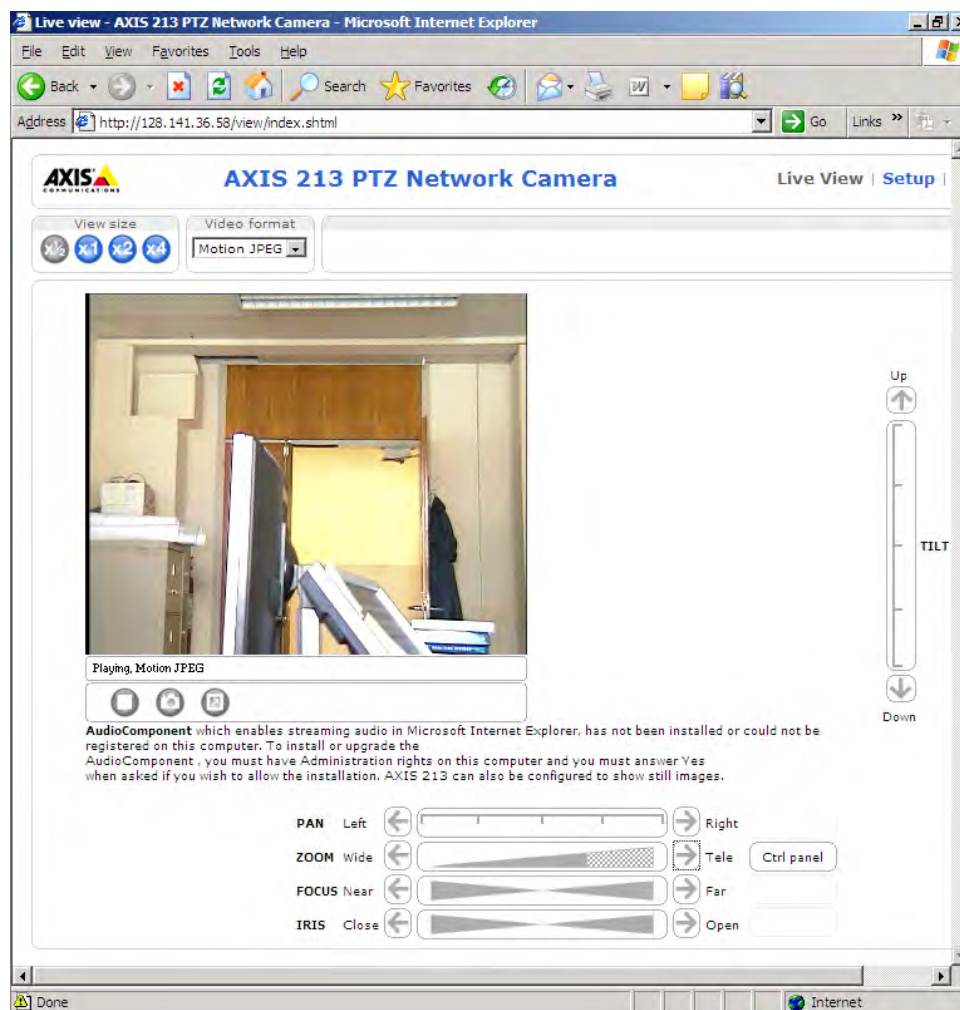 Live view - AXIS 213 PTZ Network Camera - Microsoft Internet Explorer
File Edit View Favorites Tools Help
Back Search Favorites W
Address http://128.141.36.58/view/index.shtml Go Links »
AXIS COMMUNICATIONS AXIS 213 PTZ Network Camera Live View | Setup |
View size Video format
x½ x1 x2 x4 Motion JPEG
Up
TILT
Playing, Motion JPEG
Down
AudioComponent which enables streaming audio in Microsoft Internet Explorer, has not been installed or could not be
registered on this computer. To install or upgrade the
AudioComponent , you must have Administration rights on this computer and you must answer Yes
when asked if you wish to allow the installation. AXIS 213 can also be configured to show still images.
PAN Left Right
ZOOM Wide Tele Ctrl panel
FOCUS Near Far
IRIS Close Open
Done Internet